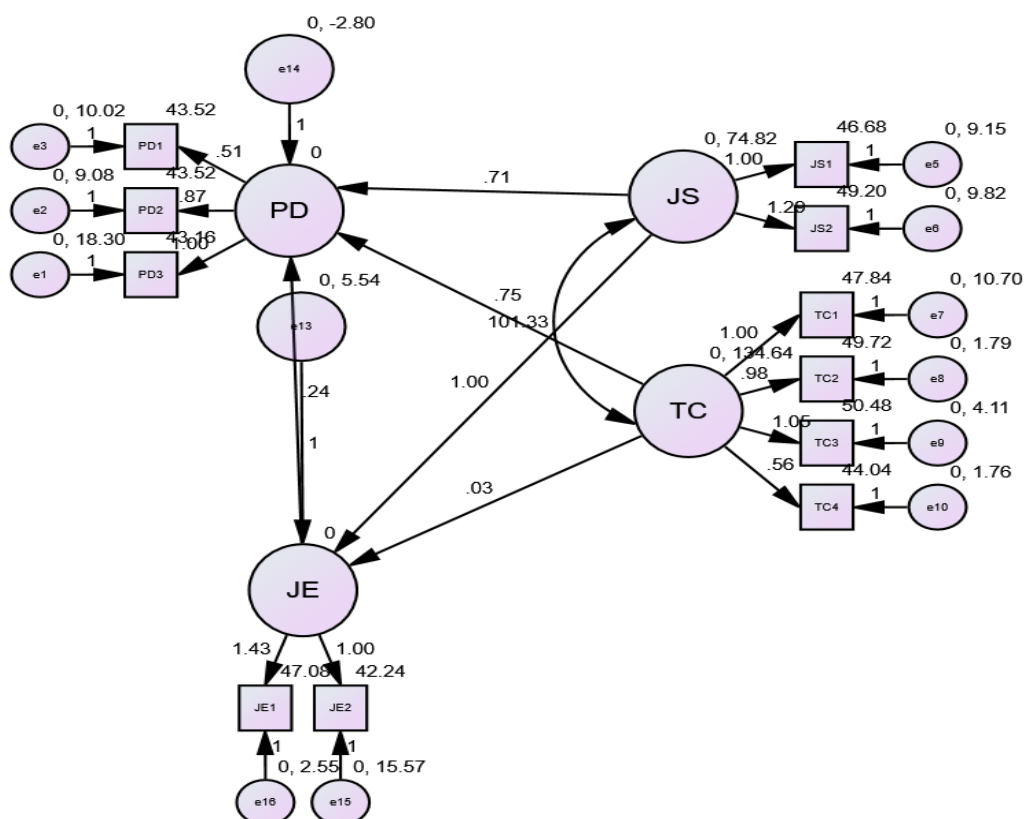 0, -2.80
e14
1
0, 10.02
43.52
e3
1
PD1
.51
0
0, 9.08
43.52
e2
1
PD2
.87
PD
0, 18.30
43.16
1.00
e1
1
PD3
.71
0, 74.82
JS
1.00
46.68
JS1
1
0, 9.15
e5
1.29
49.20
JS2
1
0, 9.82
e6
0, 5.54
e13
.24
1
.75
101.33
1.00
.03
0, 134.64
TC
1.00
47.84
TC1
1
0, 10.70
e7
.98
49.72
TC2
1
0, 1.79
e8
1.05
50.48
TC3
1
0, 4.11
e9
.56
44.04
TC4
1
0, 1.76
e10
0
JE
1.43
1.00
47.08
42.24
JE1
JE2
1
1
0, 2.55
0, 15.57
e16
e15